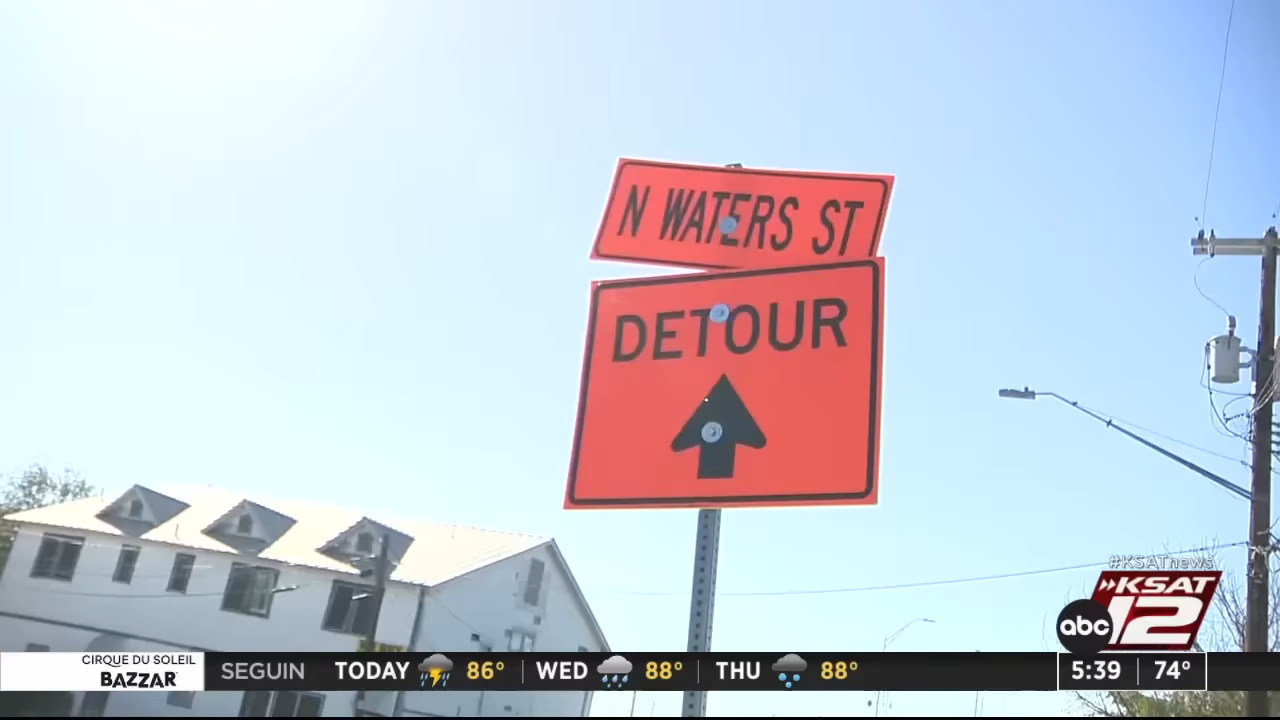 N WATERS ST
DETOUR
#KSATnews
KSAT
12
abc
CIRQUE DU SOLEIL
BAZZAR
SEGUIN TODAY 86° WED 88° THU 88°
5:39 74°